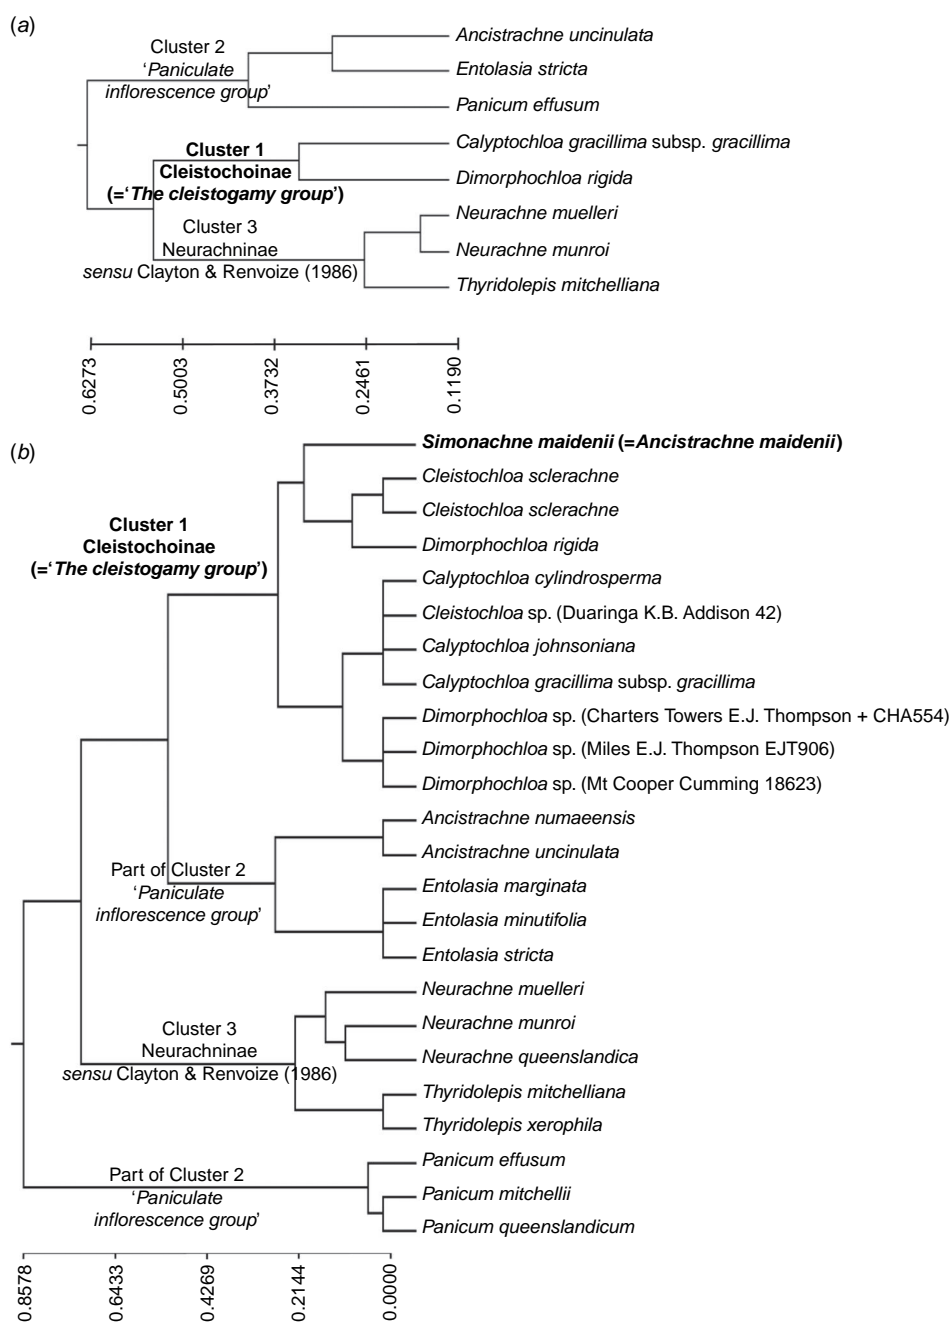 (a)
Ancistrachne uncinulata
Cluster 2
'Paniculate
inflorescence group'
Entolasia stricta
Panicum effusum
Calyptochloa gracillima subsp. gracillima
Cluster 1
Cleistochoinae
(='The cleistogamy group')
Dimorphochloa rigida
Neurachne muelleri
Cluster 3
Neurachninae
sensu Clayton & Renvoize (1986)
Neurachne munroi
Thyridolepis mitchelliana
0.6273
0.5003
0.3732
0.2461
0.1190
(b)
Simonachne maidenii (=Ancistrachne maidenii)
Cleistochloa sclerachne
Cleistochloa sclerachne
Cluster 1
Cleistochoinae
(='The cleistogamy group')
Dimorphochloa rigida
Calyptochloa cylindrosperma
Cleistochloa sp. (Duaringa K.B. Addison 42)
Calyptochloa johnsoniana
Calyptochloa gracillima subsp. gracillima
Dimorphochloa sp. (Charters Towers E.J. Thompson + CHA554)
Dimorphochloa sp. (Miles E.J. Thompson EJT906)
Dimorphochloa sp. (Mt Cooper Cumming 18623)
Ancistrachne numaeensis
Ancistrachne uncinulata
Part of Cluster 2
'Paniculate
inflorescence group'
Entolasia marginata
Entolasia minutifolia
Entolasia stricta
Neurachne muelleri
Neurachne munroi
Cluster 3
Neurachninae
sensu Clayton & Renvoize (1986)
Neurachne queenslandica
Thyridolepis mitchelliana
Thyridolepis xerophila
Panicum effusum
Part of Cluster 2
'Paniculate
inflorescence group'
Panicum mitchellii
Panicum queenslandicum
0.8578
0.6433
0.4269
0.2144
0.0000